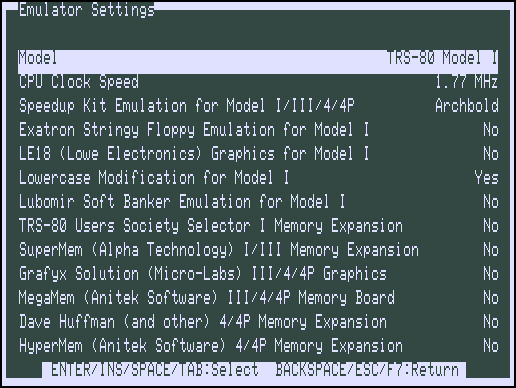 Emulator Settings
Model TRS-80 Model I
CPU Clock Speed 1.77 MHz
Speedup Kit Emulation for Model I/III/4/4P Archbold
Exatron Stringy Floppy Emulation for Model I No
LE18 (Lowe Electronics) Graphics for Model I No
Lowercase Modification for Model I Yes
Lubomir Soft Banker Emulation for Model I No
TRS-80 Users Society Selector I Memory Expansion No
SuperMem (Alpha Technology) I/III Memory Expansion No
Grafyx Solution (Micro-Labs) III/4/4P Graphics No
MegaMem (Anitek Software) III/4/4P Memory Board No
Dave Huffman (and other) 4/4P Memory Expansion No
HyperMem (Anitek Software) 4/4P Memory Expansion No
ENTER/INS/SPACE/TAB:Select BACKSPACE/ESC/F7:Return